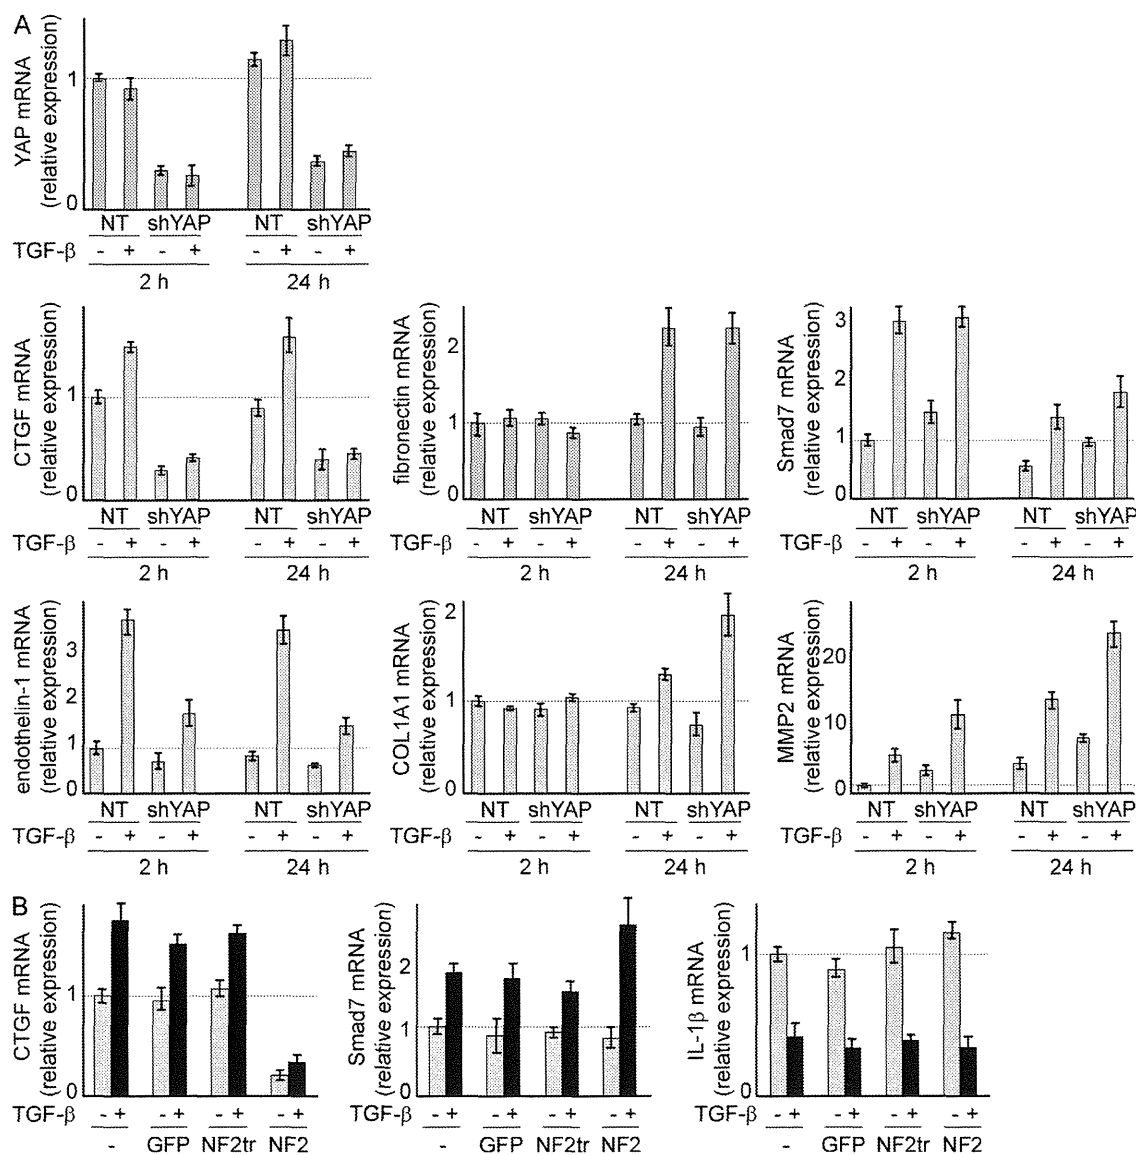 A
YAP mRNA
(relative expression)
1
0
NT shYAP NT shYAP
TGF-β - + - + - + - +
2 h 24 h
CTGF mRNA
(relative expression)
1
0
NT shYAP NT shYAP
TGF-β - + - + - + - +
2 h 24 h
fibronectin mRNA
(relative expression)
2
1
0
NT shYAP NT shYAP
TGF-β - + - + - + - +
2 h 24 h
Smad7 mRNA
(relative expression)
3
2
1
0
NT shYAP NT shYAP
TGF-β - + - + - + - +
2 h 24 h
endothelin-1 mRNA
(relative expression)
3
2
1
0
NT shYAP NT shYAP
TGF-β - + - + - + - +
2 h 24 h
COL1A1 mRNA
(relative expression)
2
1
0
NT shYAP NT shYAP
TGF-β - + - + - + - +
2 h 24 h
MMP2 mRNA
(relative expression)
20
10
0
NT shYAP NT shYAP
TGF-β - + - + - + - +
2 h 24 h
B
CTGF mRNA
(relative expression)
1
0
TGF-β - + - + - + - +
- GFP NF2tr NF2
Smad7 mRNA
(relative expression)
2
1
0
TGF-β - + - + - + - +
- GFP NF2tr NF2
IL-1β mRNA
(relative expression)
1
0
TGF-β - + - + - + - +
- GFP NF2tr NF2